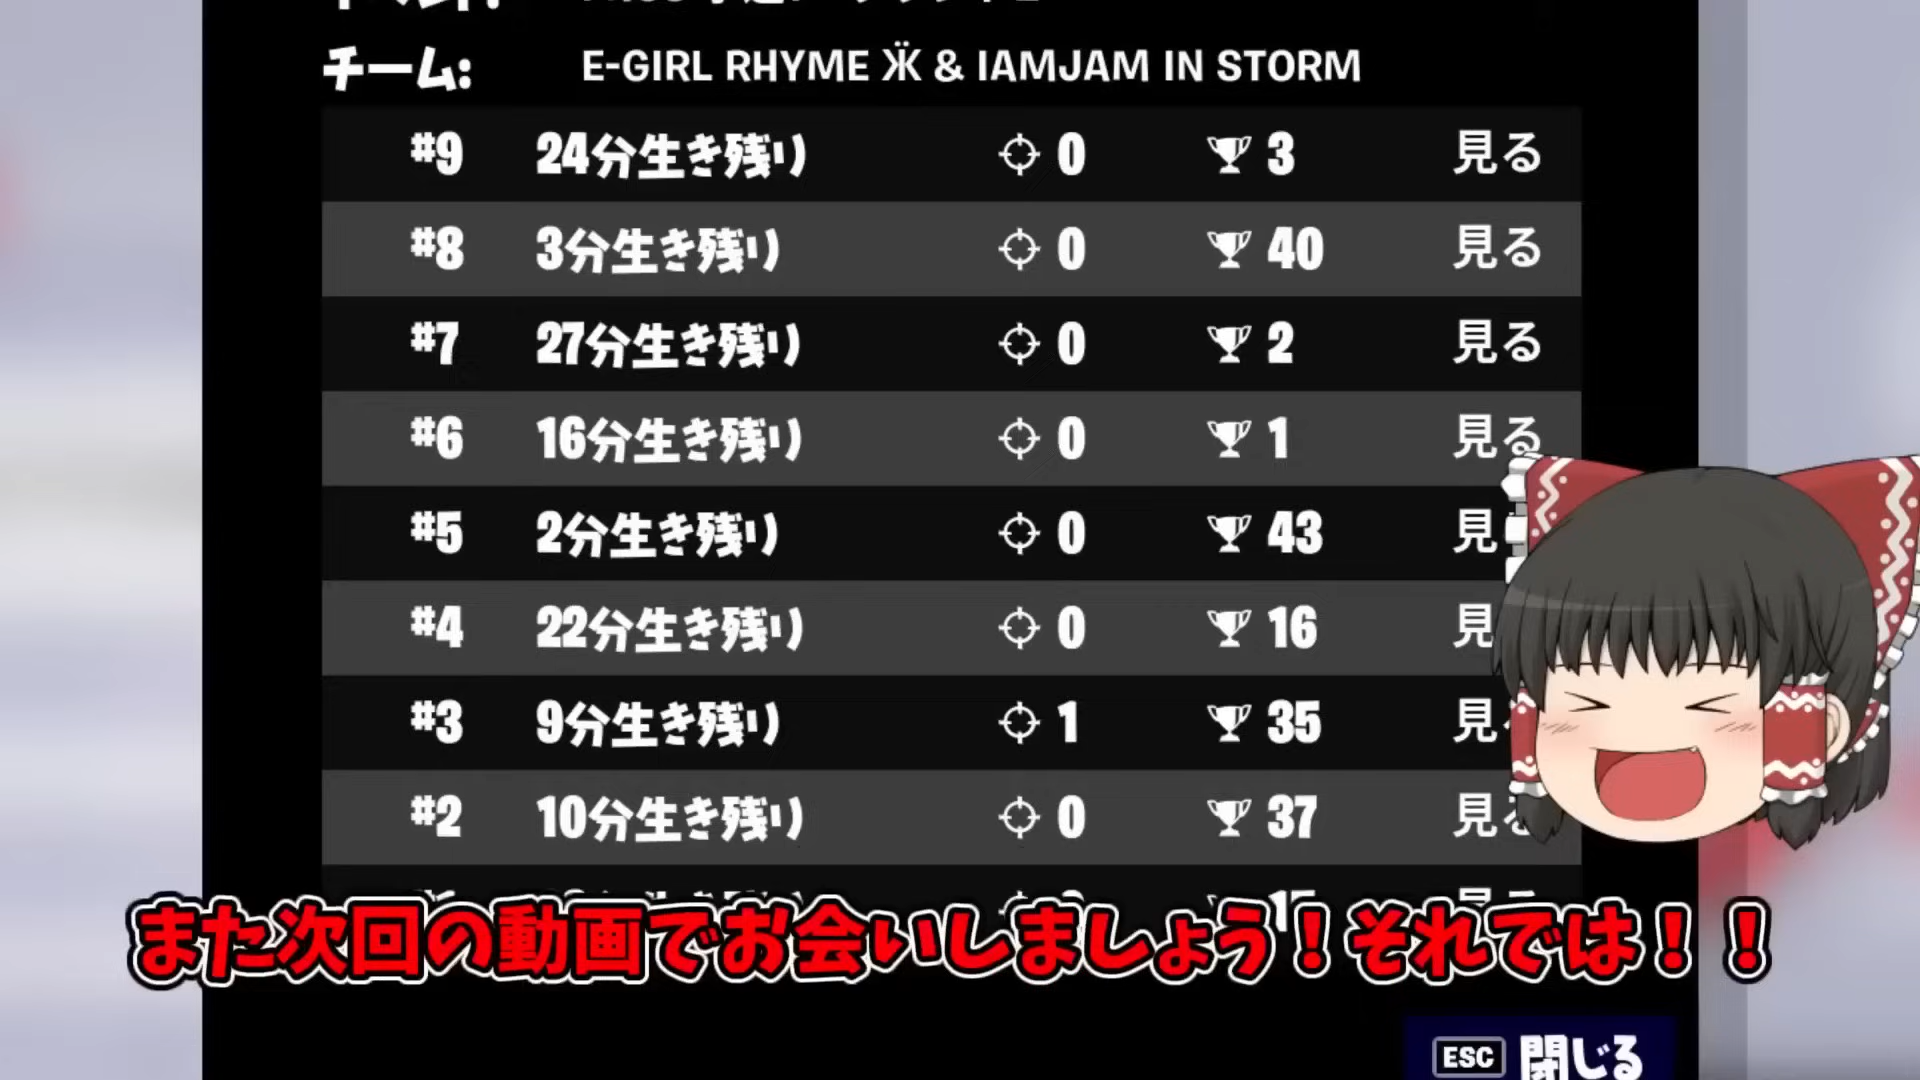 チーム: E-GIRL RHYME Ӝ & IAMJAM IN STORM
#9 24分生き残り 0 3 見る
#8 3分生き残り 0 40 見る
#7 27分生き残り 0 2 見る
#6 16分生き残り 0 1 見る
#5 2分生き残り 0 43 見
#4 22分生き残り 0 16 見
#3 9分生き残り 1 35 見
#2 10分生き残り 0 37 見る
また次回の動画でお会いしましょう！それでは！！
ESC 閉じる